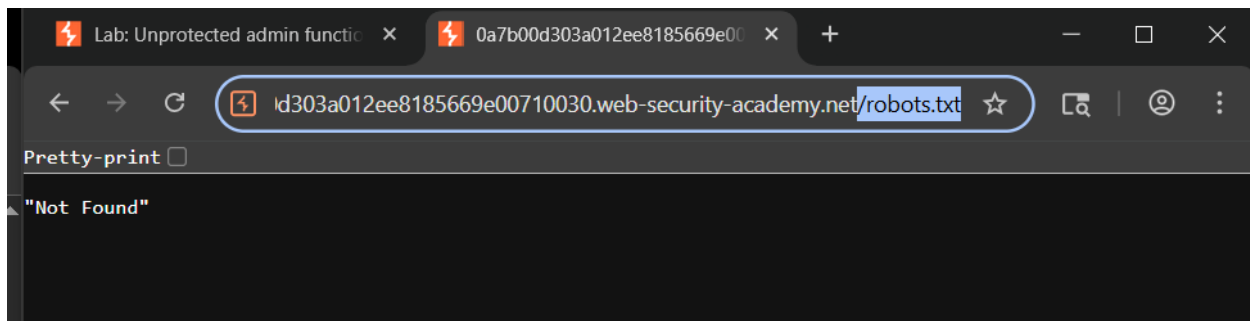 Lab: Unprotected admin functio
0a7b00d303a012ee8185669e00
d303a012ee8185669e00710030.web-security-academy.net/robots.txt
Pretty-print
"Not Found"